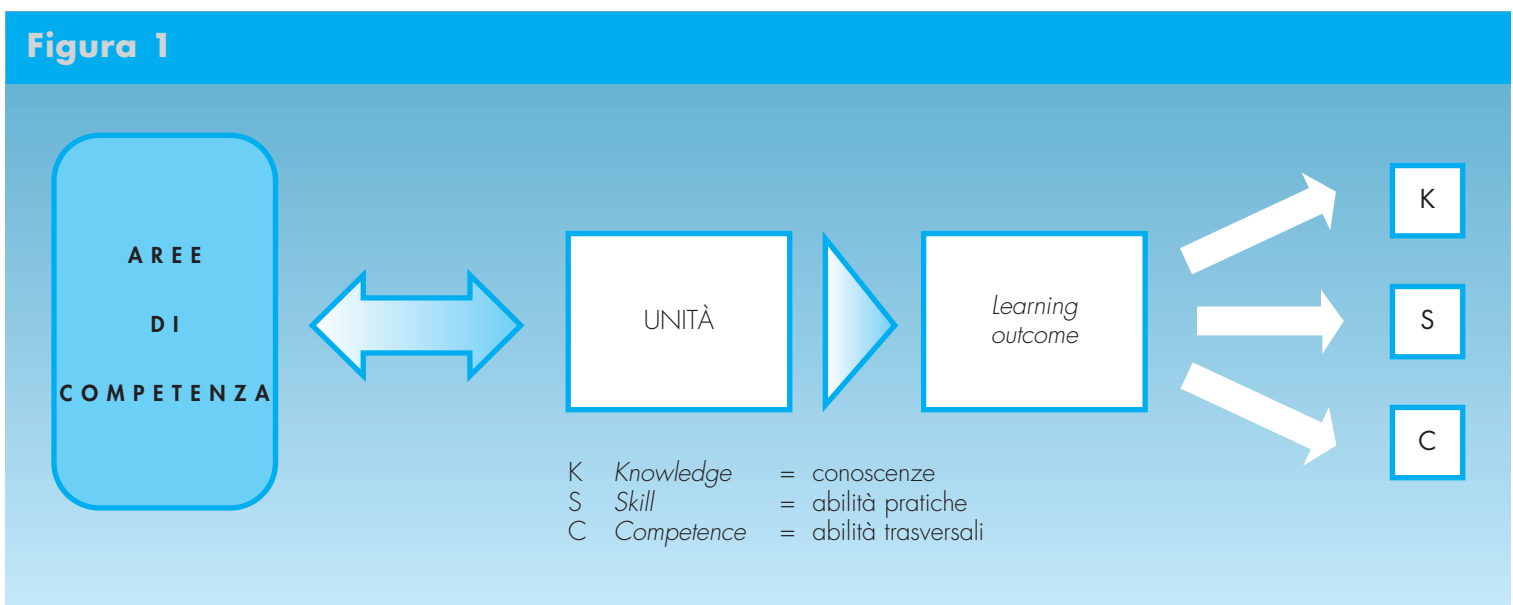 Figura 1
AREE
DI
COMPETENZA
UNITÀ
Learning
outcome
K
S
C
K Knowledge = conoscenze
S Skill = abilità pratiche
C Competence = abilità trasversali